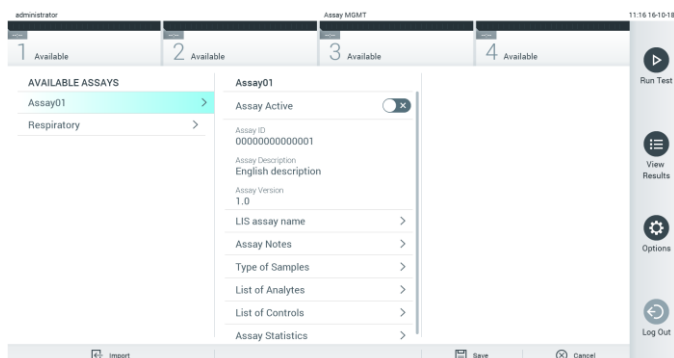 administrator Assay MGMT 11:16 16-10-18
1 Available 2 Available 3 Available 4 Available
Run Test
AVAILABLE ASSAYS
Assay01
Respiratory
Assay01
Assay Active
Assay ID
00000000000001
Assay Description
English description
Assay Version
1.0
LIS assay name
Assay Notes
Type of Samples
List of Analytes
List of Controls
Assay Statistics
View
Results
Options
Log Out
Import Save Cancel